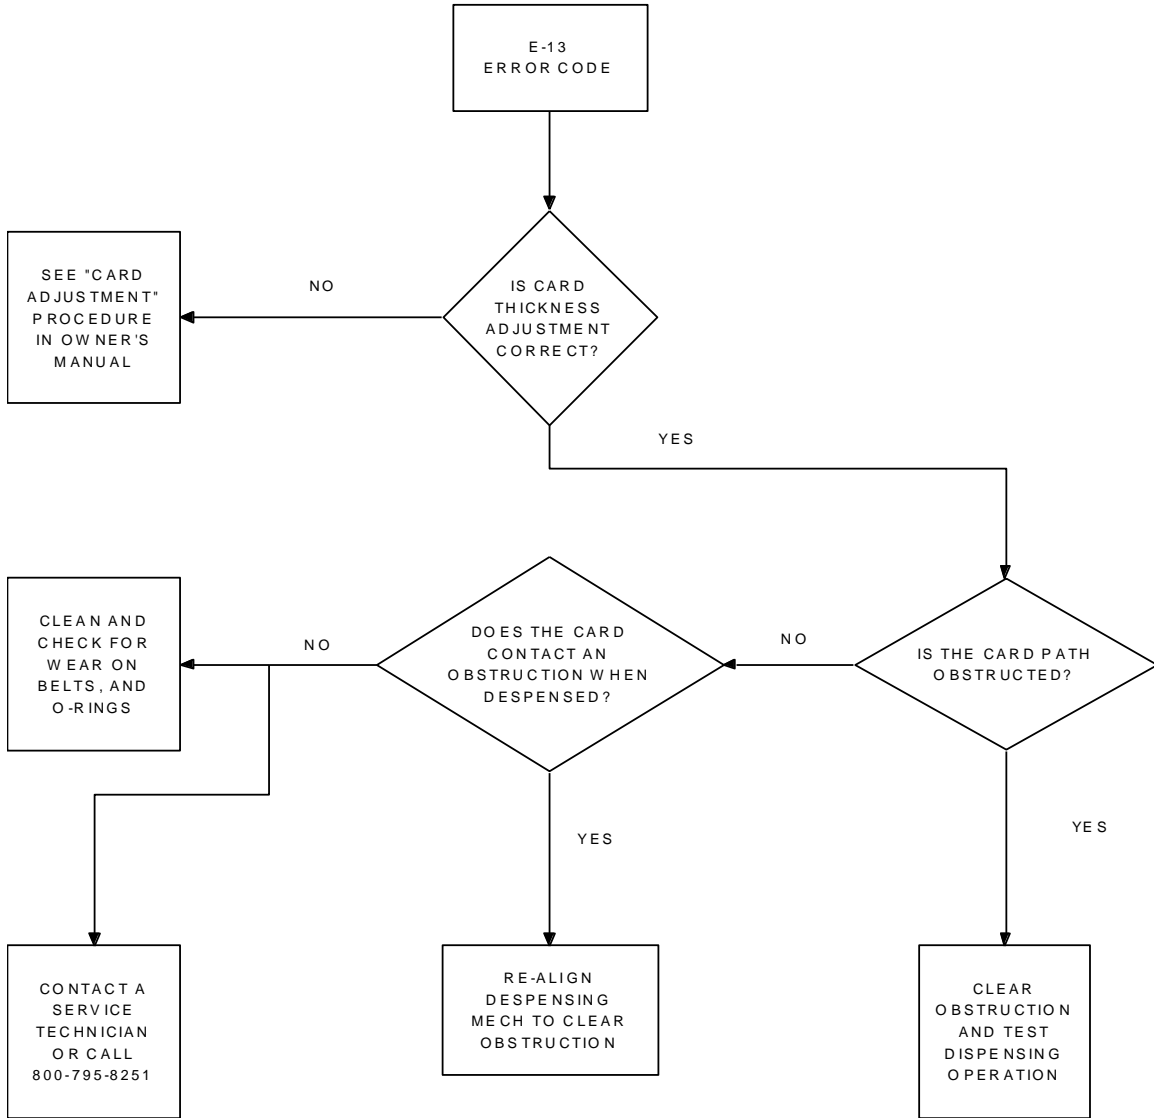 E-13
ERROR CODE
SEE "CARD
ADJUSTMENT"
PROCEDURE
IN OWNER'S
MANUAL
NO
IS CARD
THICKNESS
ADJUSTMENT
CORRECT?
YES
CLEAN AND
CHECK FOR
WEAR ON
BELTS, AND
O-RINGS
NO
DOES THE CARD
CONTACT AN
OBSTRUCTION WHEN
DESPENSED?
NO
IS THE CARD PATH
OBSTRUCTED?
YES
YES
CONTACT A
SERVICE
TECHNICIAN
OR CALL
800-795-8251
RE-ALIGN
DESPENSING
MECH TO CLEAR
OBSTRUCTION
CLEAR
OBSTRUCTION
AND TEST
DISPENSING
OPERATION